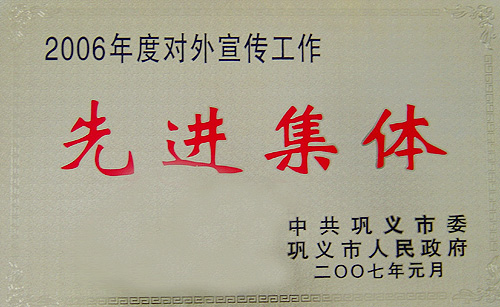 2006年度对外宣传工作
先进集体
中共巩义市委
巩义市人民政府
二〇〇七年元月